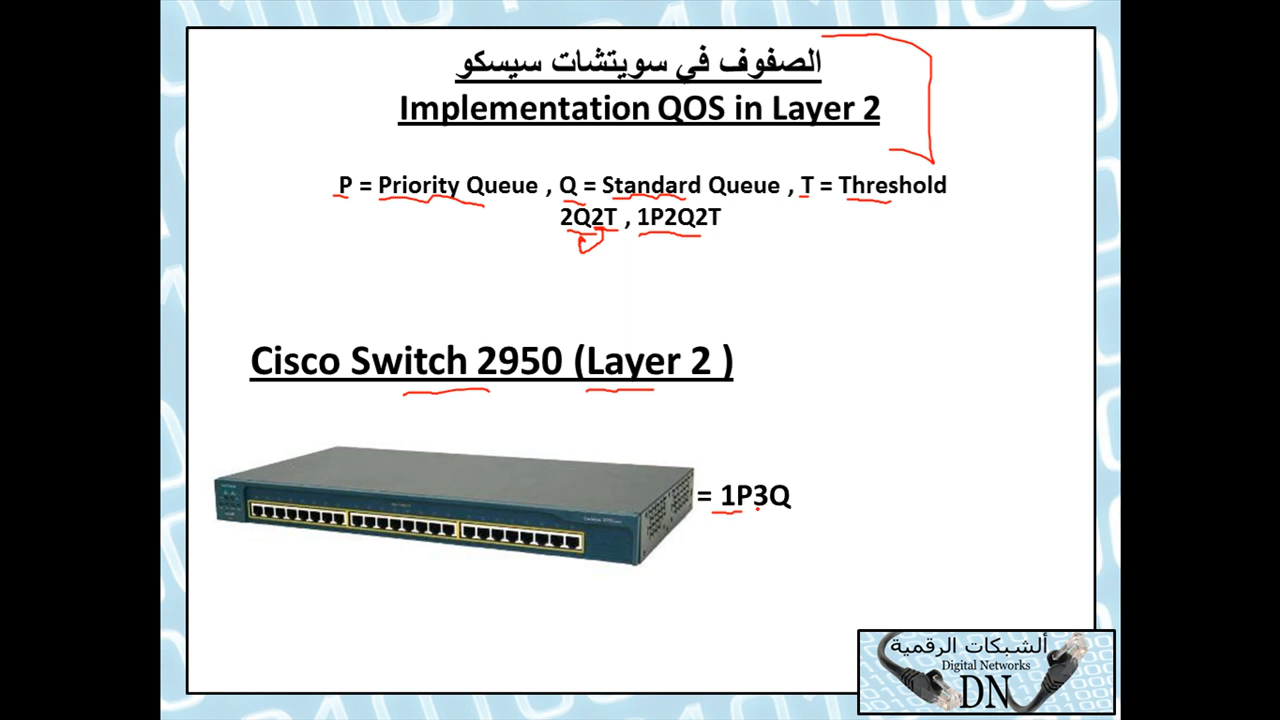 الصفوف في سويتشات سيسكو
Implementation QOS in Layer 2
P = Priority Queue , Q = Standard Queue , T = Threshold
2Q2T , 1P2Q2T
Cisco Switch 2950 (Layer 2 )
= 1P3Q
ألشبكات الرقمية
Digital Networks
DN